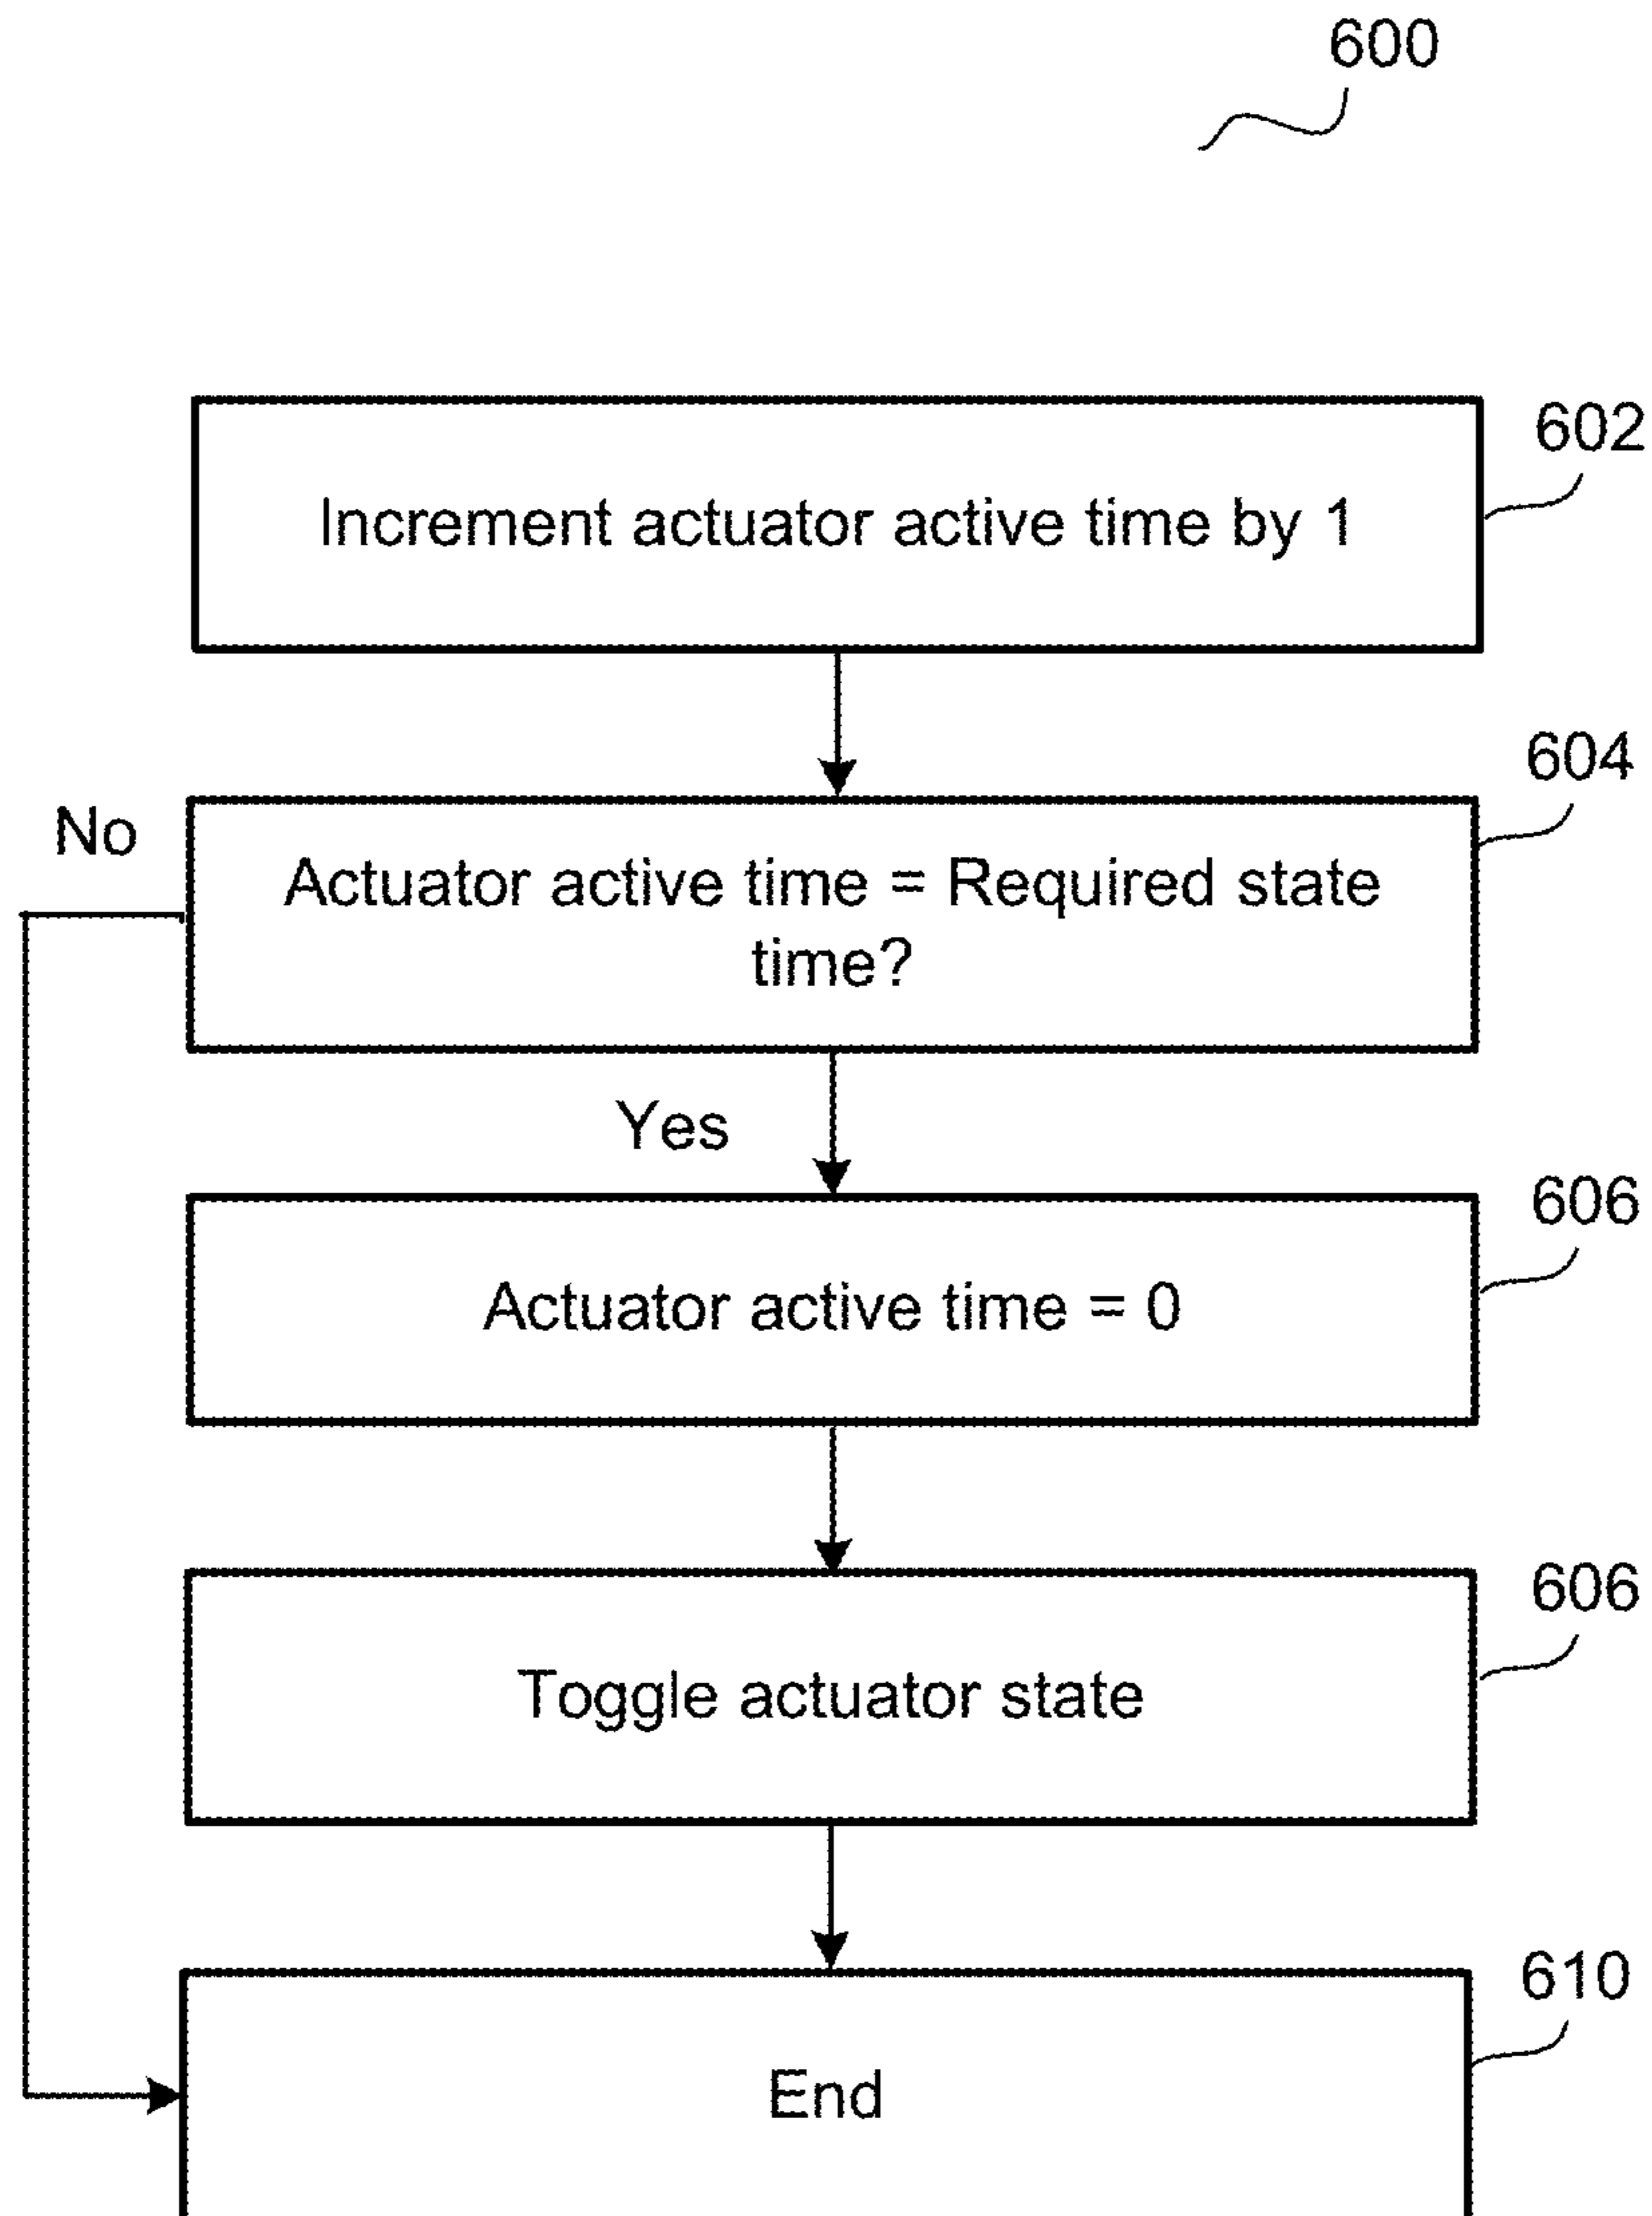 600
602
Increment actuator active time by 1
604
No
Actuator active time = Required state
time?
Yes
606
Actuator active time = 0
606
Toggle actuator state
610
End